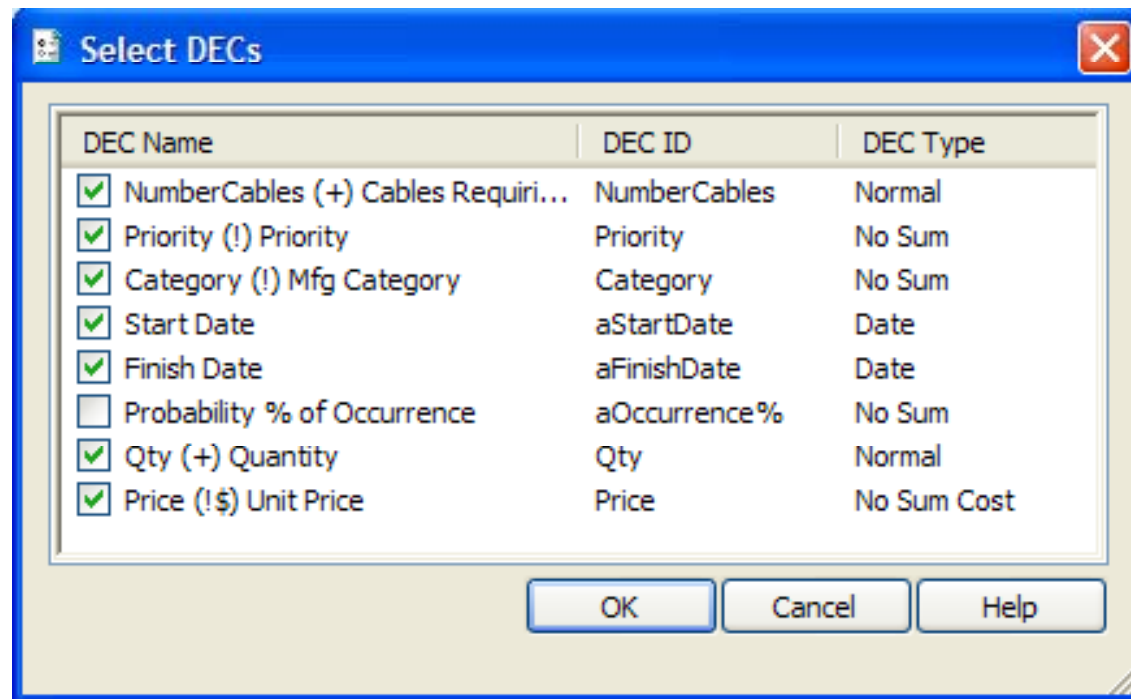 Select DECs
DEC Name DEC ID DEC Type
NumberCables (+) Cables Requiri... NumberCables Normal
Priority (!) Priority Priority No Sum
Category (!) Mfg Category Category No Sum
Start Date aStartDate Date
Finish Date aFinishDate Date
Probability % of Occurrence aOccurrence% No Sum
Qty (+) Quantity Qty Normal
Price (!$) Unit Price Price No Sum Cost
OK Cancel Help